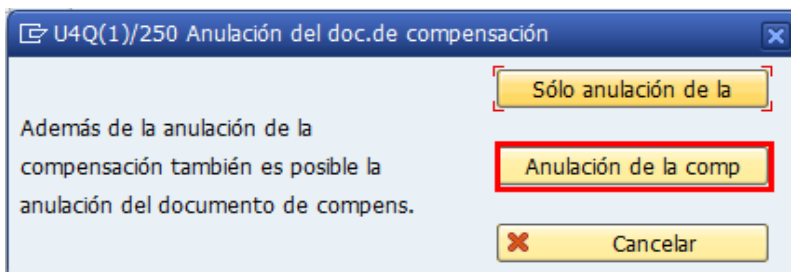 U4Q(1)/250 Anulación del doc.de compensación
Sólo anulación de la
Además de la anulación de la
compensación también es posible la
anulación del documento de compens.
Anulación de la comp
Cancelar